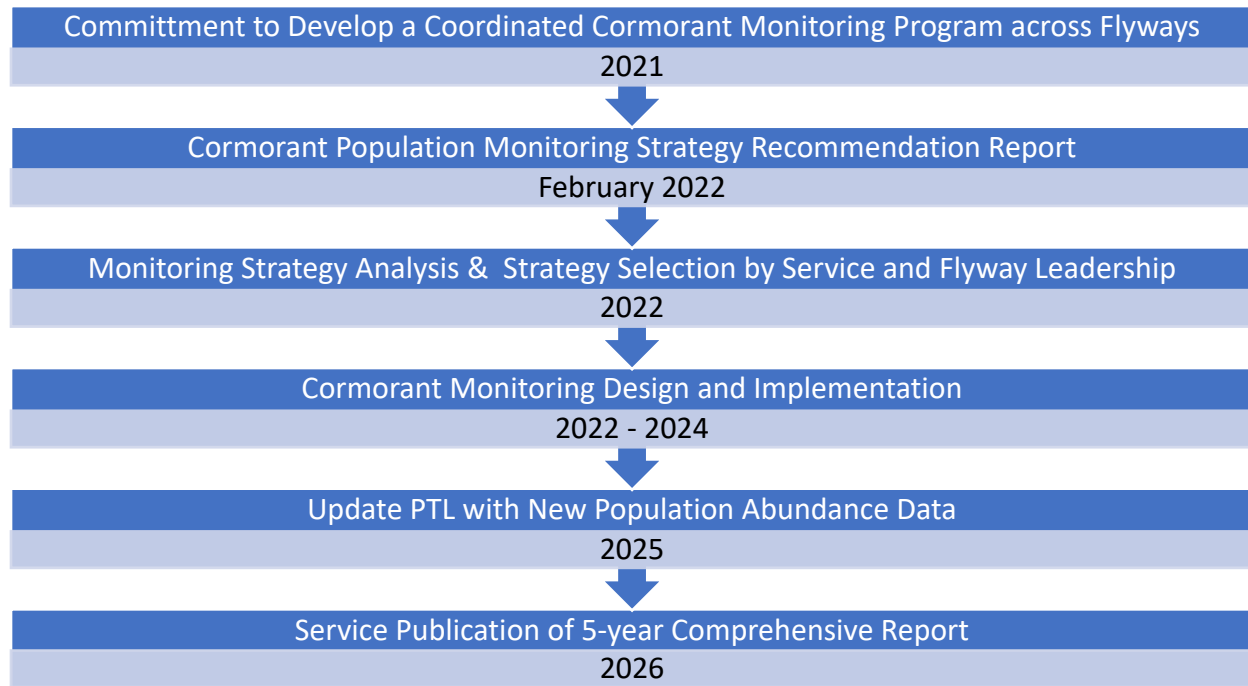 Committment to Develop a Coordinated Cormorant Monitoring Program across Flyways
2021
Cormorant Population Monitoring Strategy Recommendation Report
February 2022
Monitoring Strategy Analysis & Strategy Selection by Service and Flyway Leadership
2022
Cormorant Monitoring Design and Implementation
2022 - 2024
Update PTL with New Population Abundance Data
2025
Service Publication of 5-year Comprehensive Report
2026